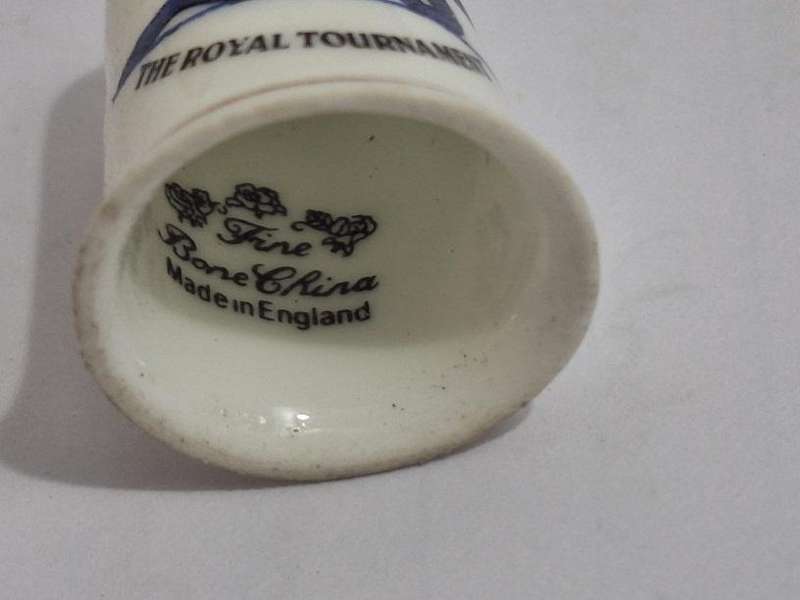 THE ROYAL TOURNAMENT
Fine
Bone China
Made in England